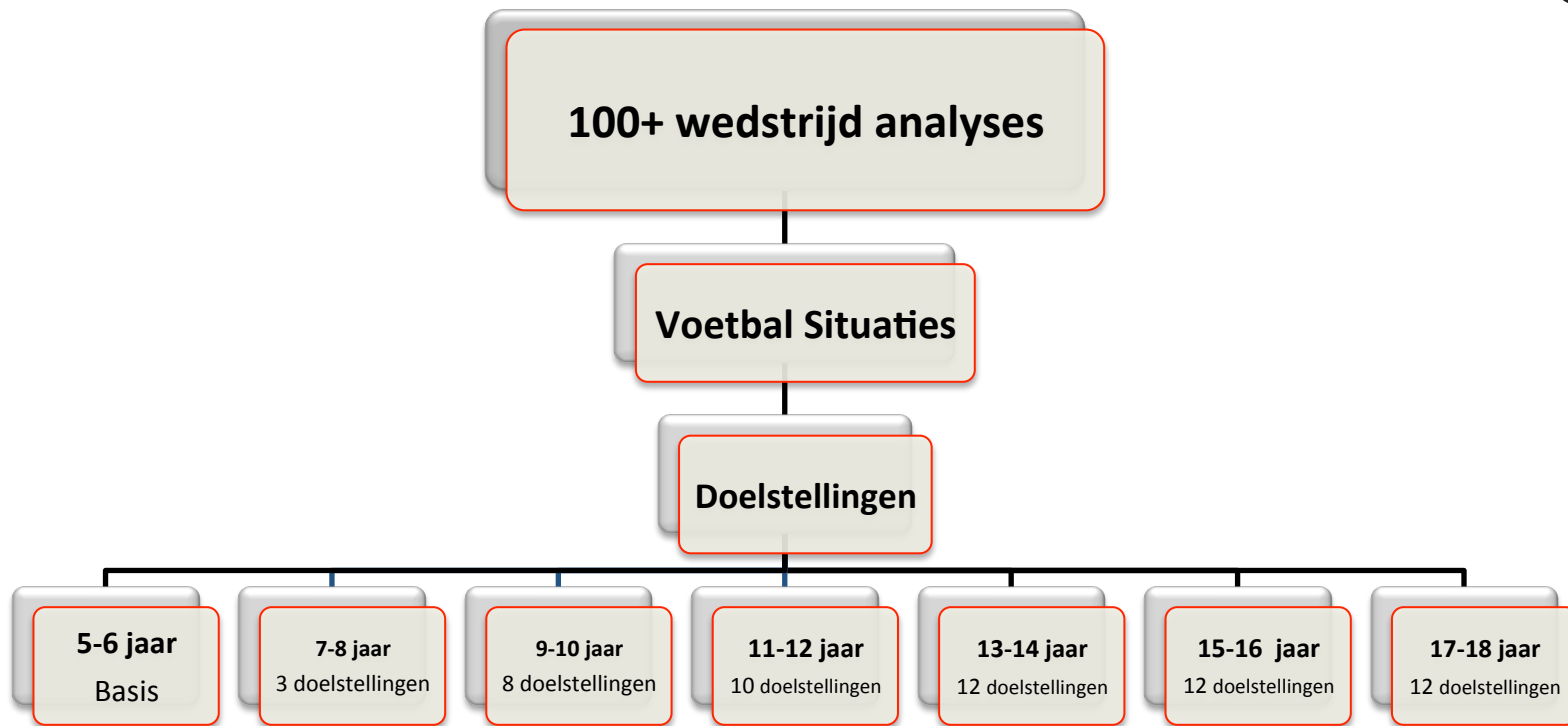 100+ wedstrijd analyses
Voetbal Situaties
Doelstellingen
5-6 jaar
Basis
7-8 jaar
3 doelstellingen
9-10 jaar
8 doelstellingen
11-12 jaar
10 doelstellingen
13-14 jaar
12 doelstellingen
15-16 jaar
12 doelstellingen
17-18 jaar
12 doelstellingen